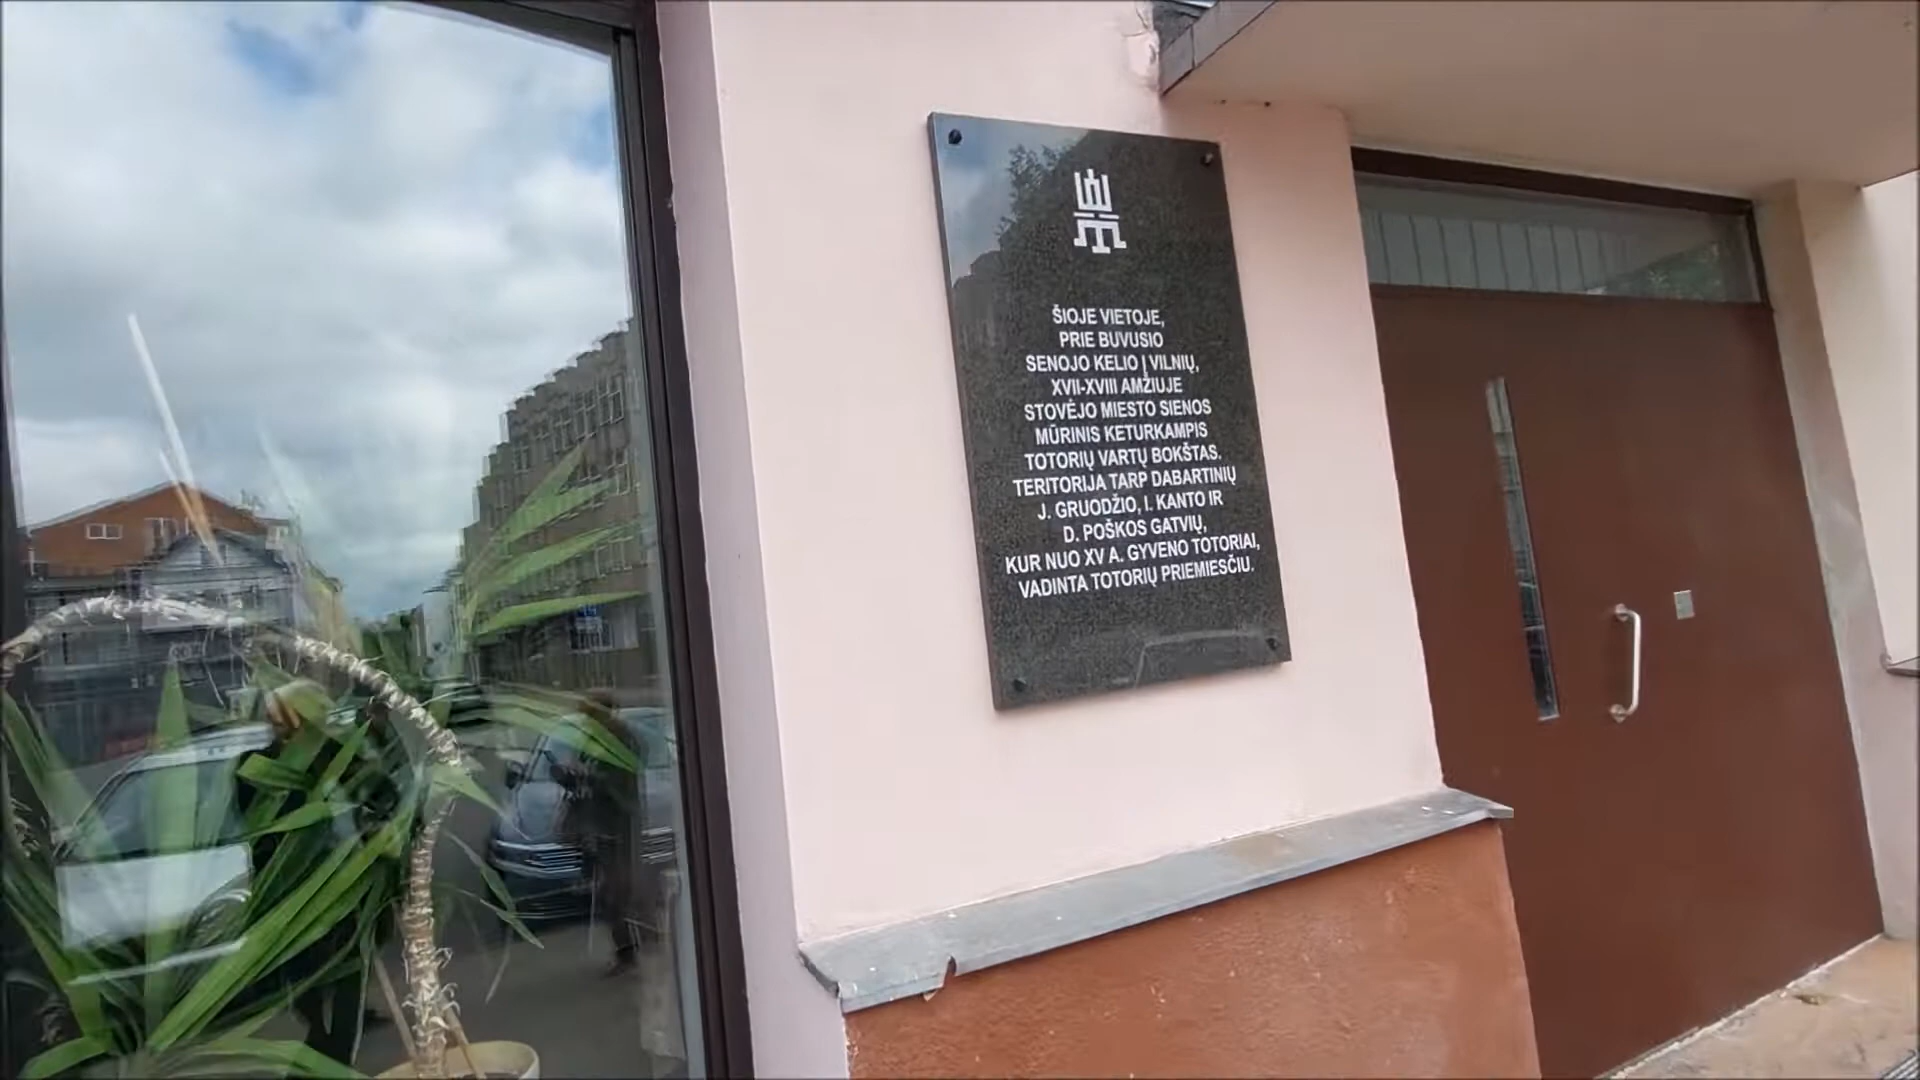 ŠIOJE VIETOJE,
PRIE BUVUSIO
SENOJO KELIO Į VILNIŲ,
XVII-XVIII AMŽIUJE
STOVĖJO MIESTO SIENOS
MŪRINIS KETURKAMPIS
TOTORIŲ VARTŲ BOKŠTAS.
TERITORIJA TARP DABARTINIŲ
J. GRUODŽIO, I. KANTO IR
D. POŠKOS GATVIŲ,
KUR NUO XV A. GYVENO TOTORIAI,
VADINTA TOTORIŲ PRIEMIESČIU.